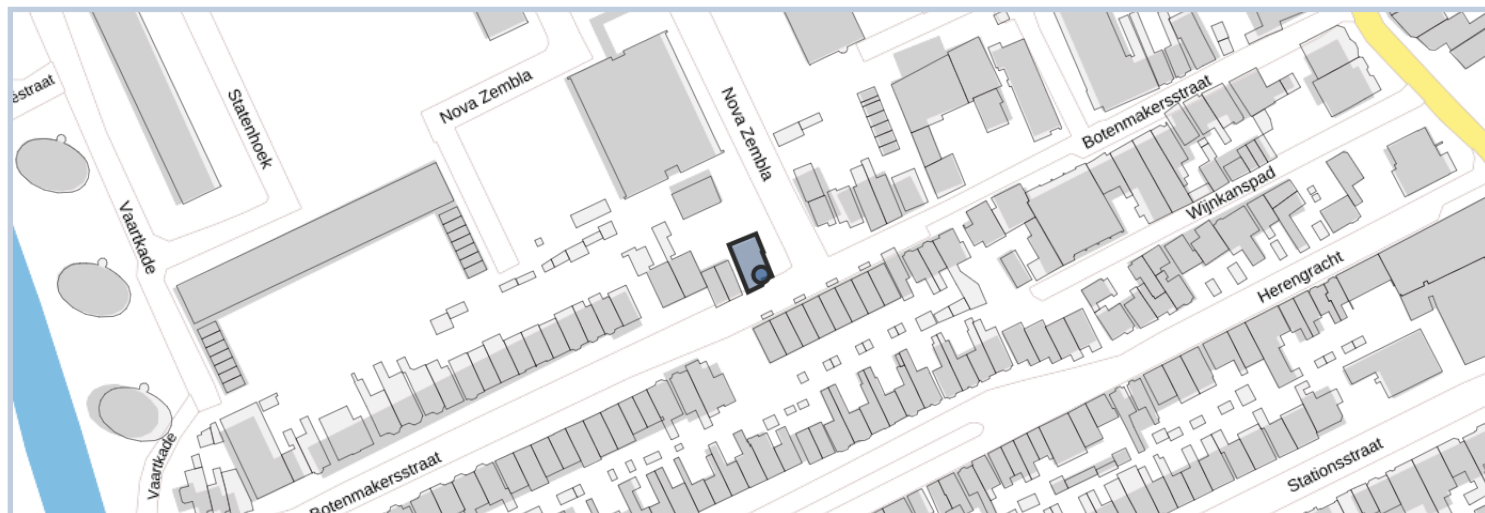 estraat
Statenhoek
Nova Zembla
Nova Zembla
Botenmakersstraat
Wijnkanspad
Vaartkade
Herengracht
Vaartkade
Botenmakersstraat
Stationsstraat